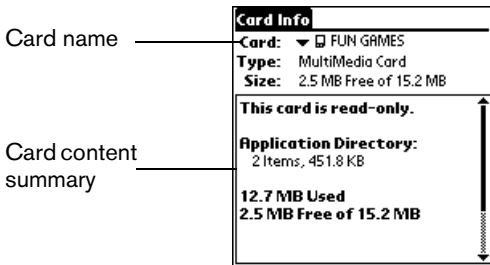 Card Info
Card name
Card: FUN GAMES
Type: MultiMedia Card
Size: 2.5 MB Free of 15.2 MB
This card is read-only.
Application Directory:
2 Items, 451.8 KB
Card content
summary
12.7 MB Used
2.5 MB Free of 15.2 MB